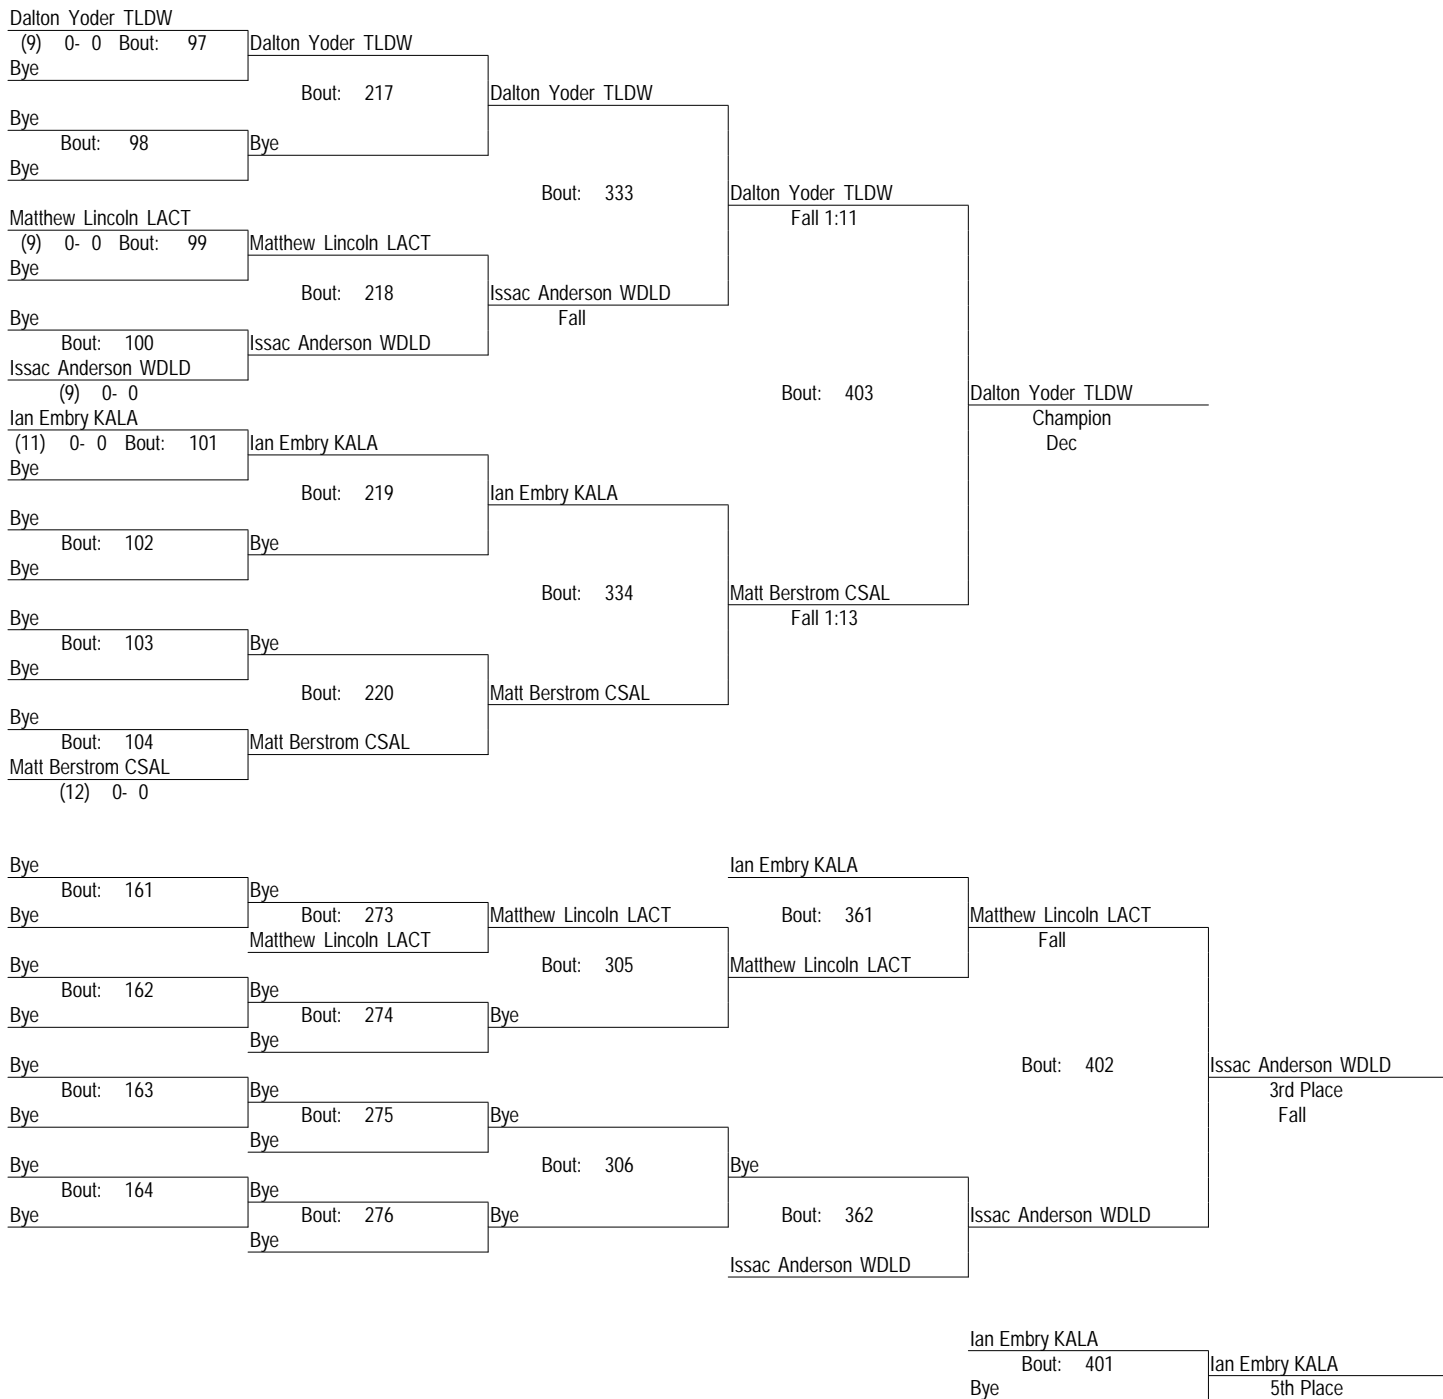 Dalton Yoder TLDW
(9) 0- 0 Bout: 97
Dalton Yoder TLDW
Bye
Bout: 217
Dalton Yoder TLDW
Bye
Bout: 98
Bye
Bye
Bout: 333
Dalton Yoder TLDW
Fall 1:11
Matthew Lincoln LACT
(9) 0- 0 Bout: 99
Matthew Lincoln LACT
Bye
Bout: 218
Issac Anderson WDLD
Fall
Bye
Bout: 100
Issac Anderson WDLD
Issac Anderson WDLD
(9) 0- 0
Bout: 403
Dalton Yoder TLDW
Champion
Dec
Ian Embry KALA
(11) 0- 0 Bout: 101
Ian Embry KALA
Bye
Bout: 219
Ian Embry KALA
Bye
Bout: 102
Bye
Bye
Bout: 334
Matt Berstrom CSAL
Fall 1:13
Bye
Bout: 103
Bye
Bye
Bout: 220
Matt Berstrom CSAL
Bye
Bout: 104
Matt Berstrom CSAL
Matt Berstrom CSAL
(12) 0- 0
Bye
Ian Embry KALA
Bout: 161
Bye
Bye
Bout: 273
Matthew Lincoln LACT
Bout: 361
Matthew Lincoln LACT
Fall
Matthew Lincoln LACT
Bye
Bout: 305
Matthew Lincoln LACT
Bout: 162
Bye
Bye
Bout: 274
Bye
Bye
Bye
Bout: 402
Issac Anderson WDLD
3rd Place
Fall
Bout: 163
Bye
Bye
Bout: 275
Bye
Bye
Bye
Bout: 306
Bye
Bout: 164
Bye
Bye
Bout: 276
Bye
Bout: 362
Issac Anderson WDLD
Bye
Issac Anderson WDLD
Ian Embry KALA
Bout: 401
Ian Embry KALA
Bye
5th Place